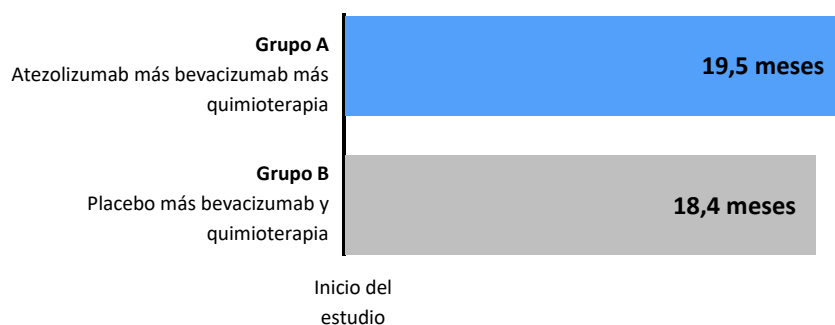 Grupo A
Atezolizumab más bevacizumab más
quimioterapia
19,5 meses
Grupo B
Placebo más bevacizumab y
quimioterapia
18,4 meses
Inicio del
estudio